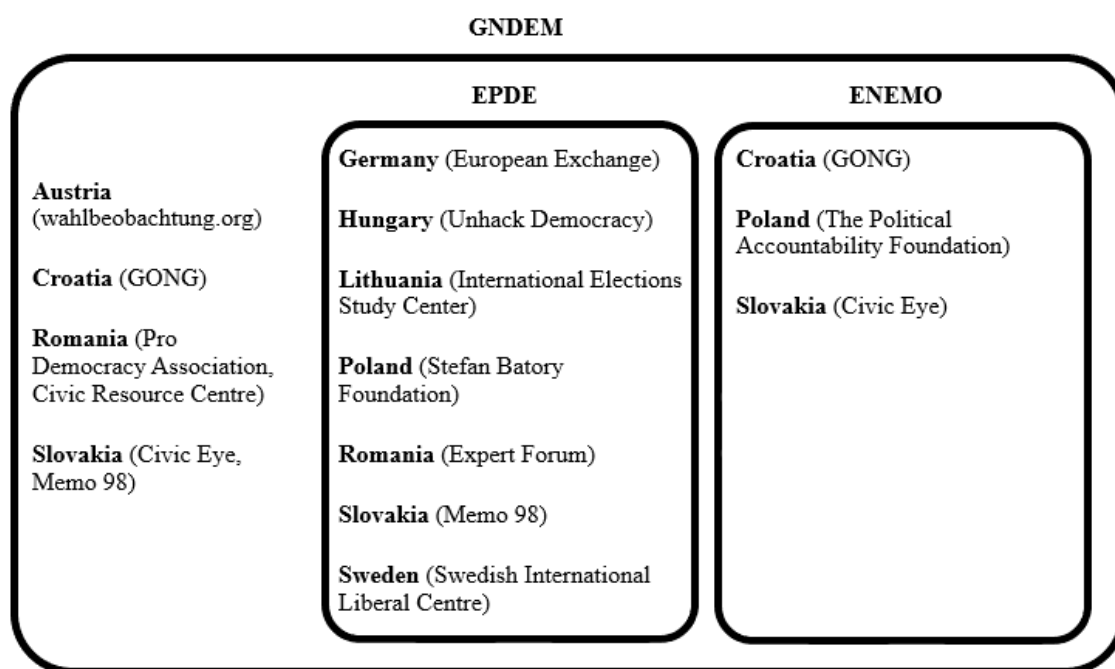 GNDEM
Austria
(wahlbeobachtung.org)
Croatia (GONG)
Romania (Pro
Democracy Association,
Civic Resource Centre)
Slovakia (Civic Eye,
Memo 98)
EPDE
Germany (European Exchange)
Hungary (Unhack Democracy)
Lithuania (International Elections
Study Center)
Poland (Stefan Batory
Foundation)
Romania (Expert Forum)
Slovakia (Memo 98)
Sweden (Swedish International
Liberal Centre)
ENEMO
Croatia (GONG)
Poland (The Political
Accountability Foundation)
Slovakia (Civic Eye)